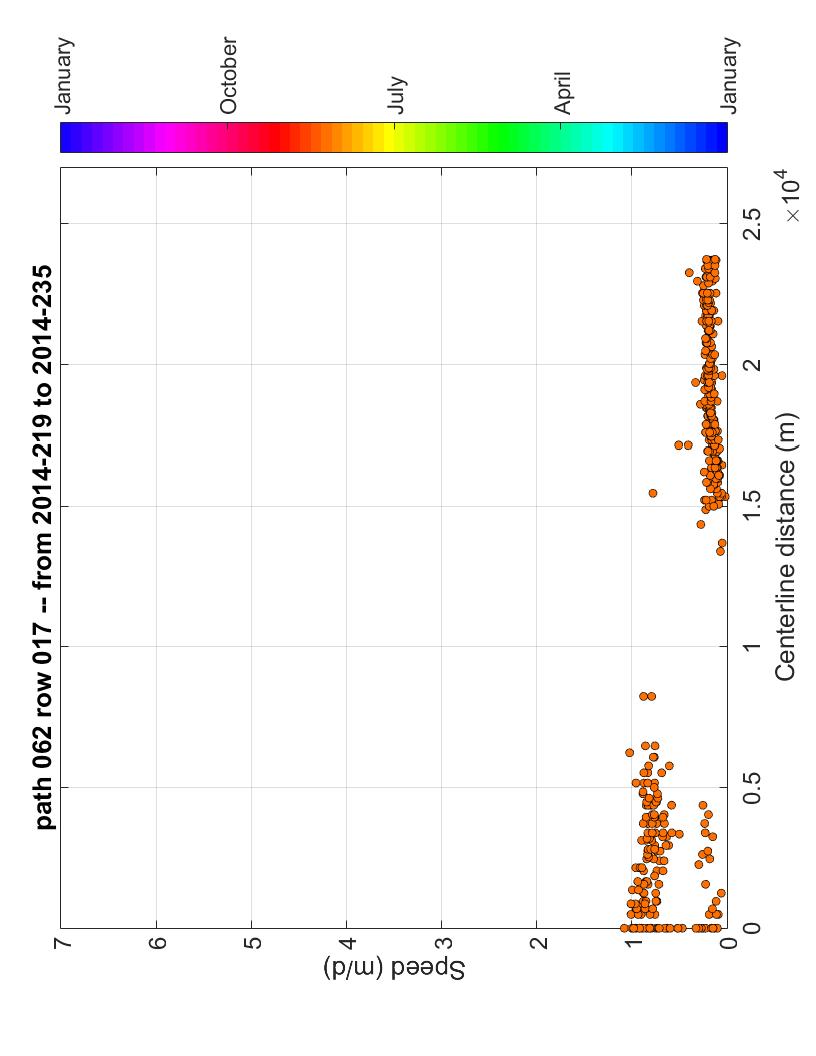 path 062 row 017 -- from 2014-219 to 2014-235
7
6
5
4
3
2
1
0
Speed (m/d)
0
0.5
1
1.5
2
2.5
×10^4
Centerline distance (m)
January
October
July
April
January